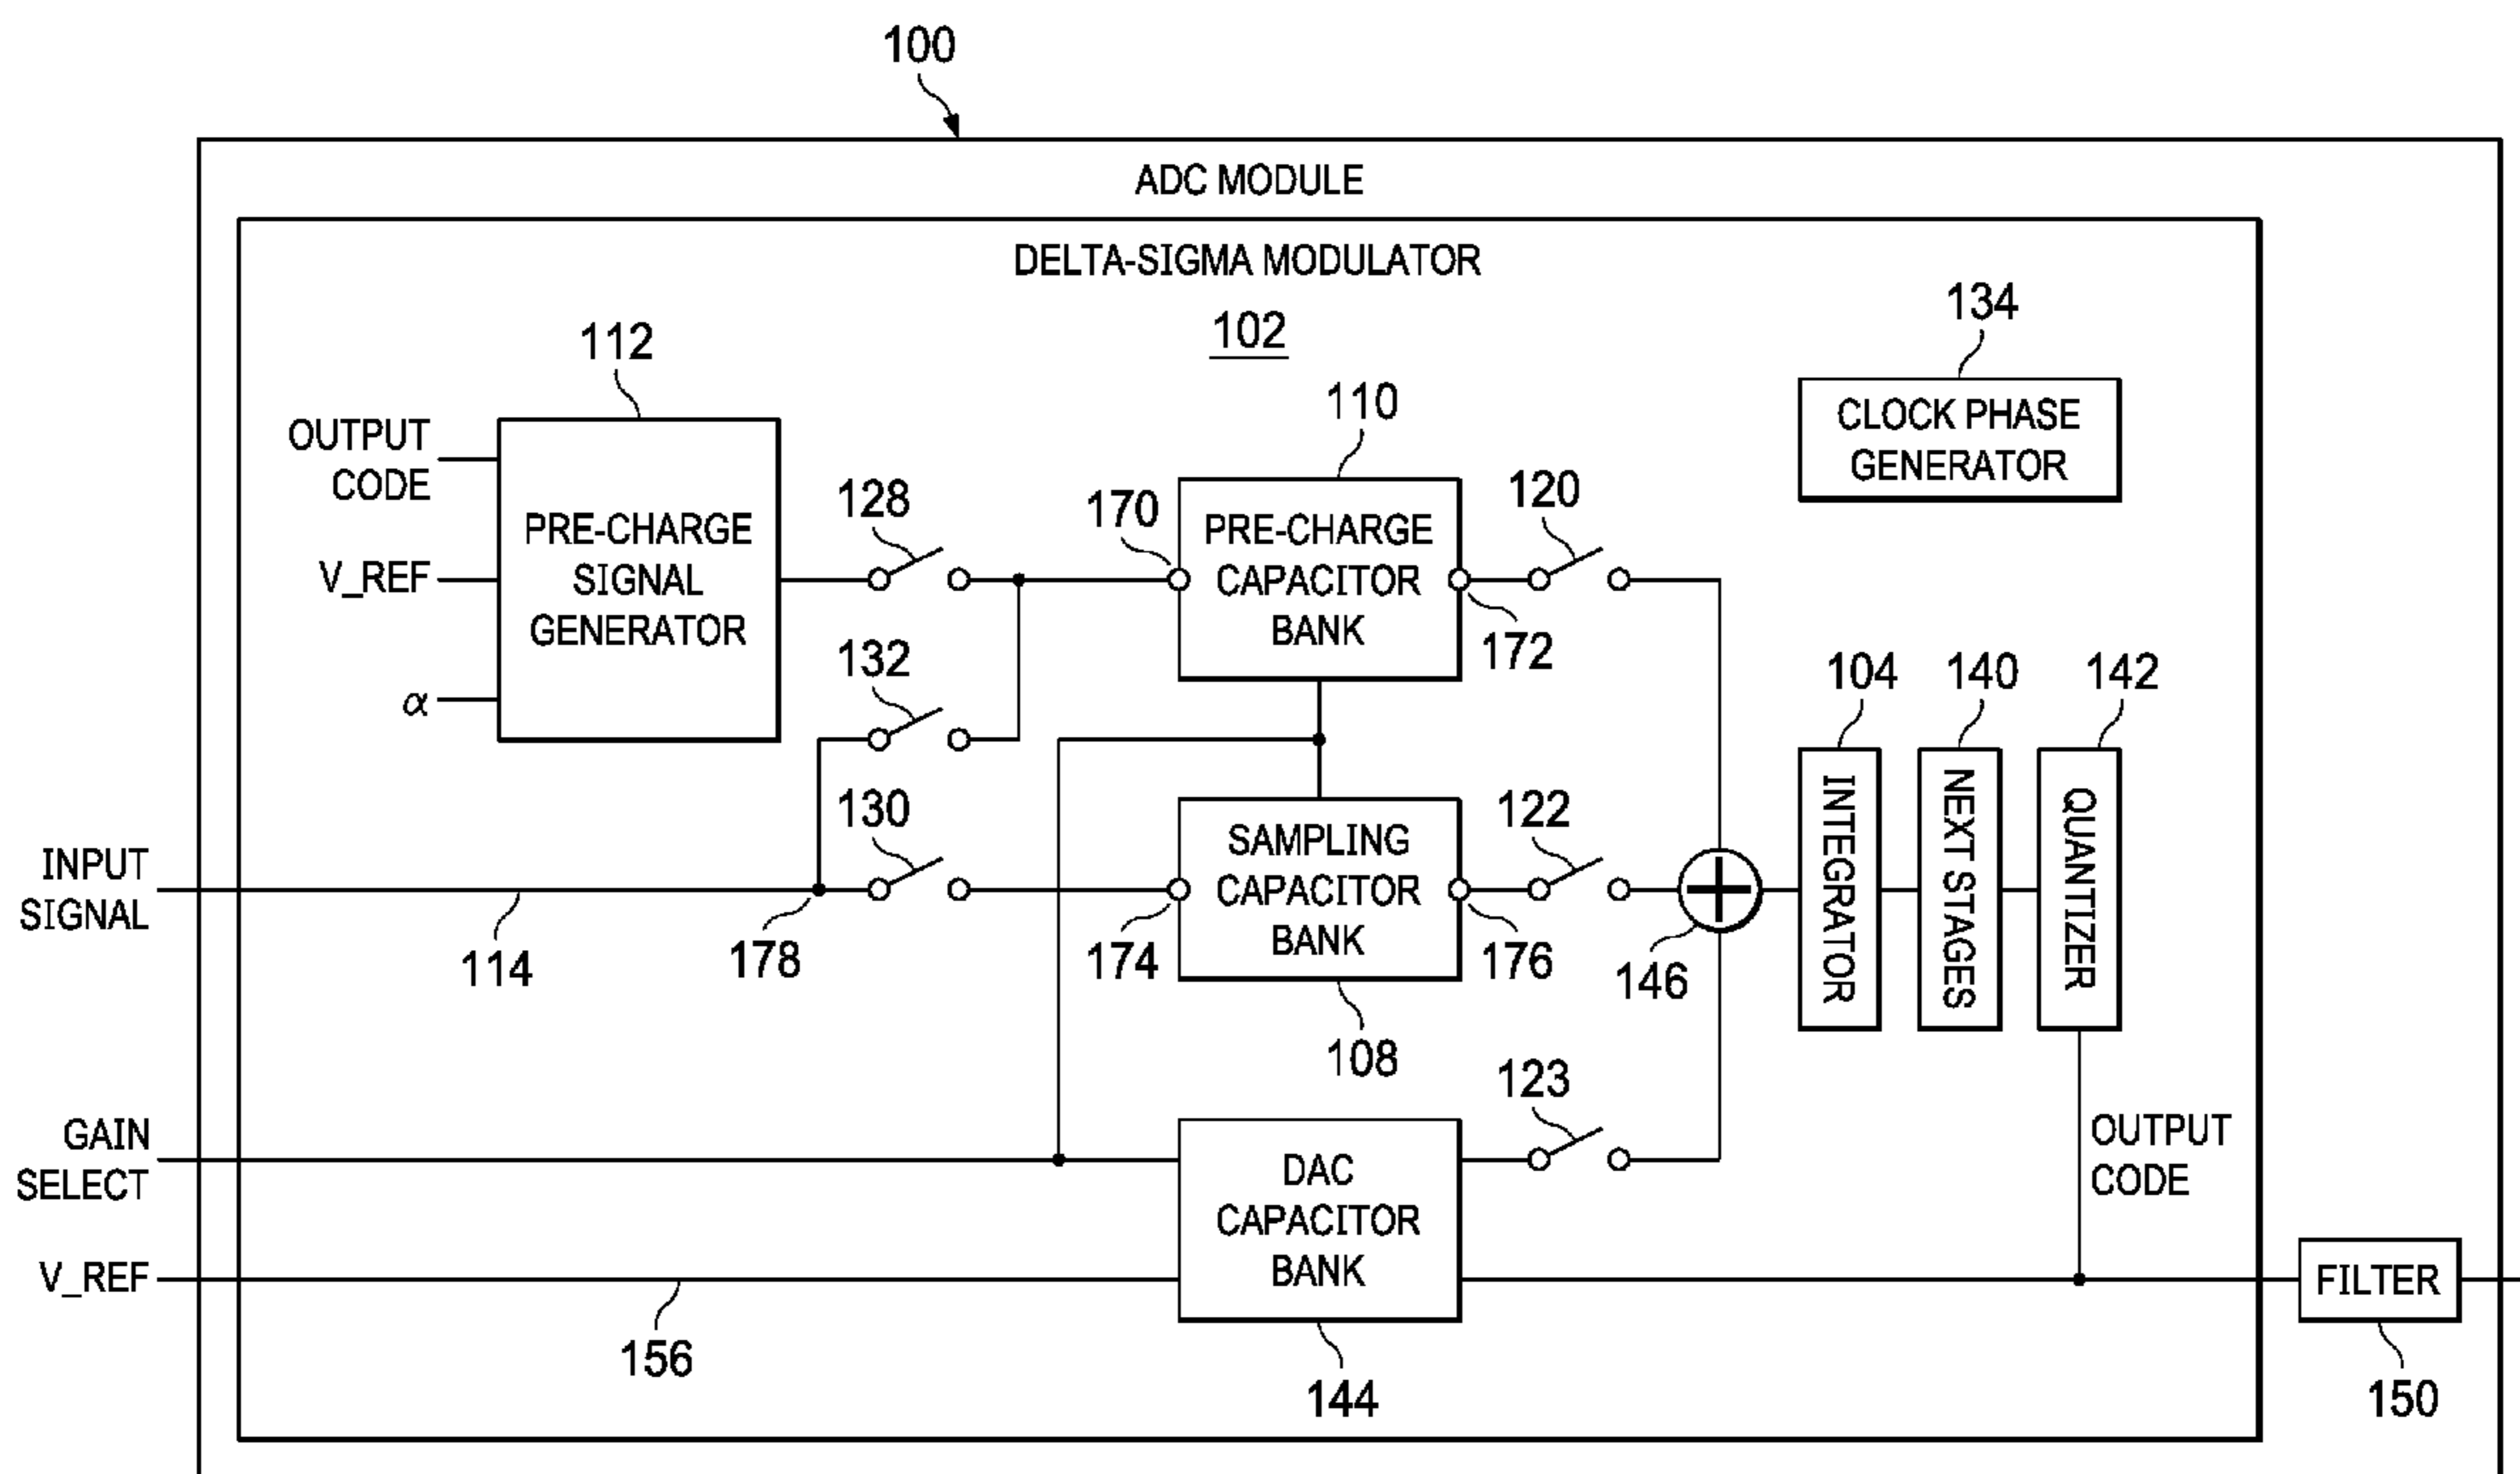 100
ADC MODULE
DELTA-SIGMA MODULATOR
102
134
CLOCK PHASE
GENERATOR
112
OUTPUT
CODE
V_REF
α
PRE-CHARGE
SIGNAL
GENERATOR
128
132
130
110
170
PRE-CHARGE
CAPACITOR
BANK
172
120
104
140
142
INTEGRATOR
NEXT STAGES
QUANTIZER
INPUT
SIGNAL
114
178
174
SAMPLING
CAPACITOR
BANK
176
122
146
108
123
GAIN
SELECT
DAC
CAPACITOR
BANK
OUTPUT
CODE
V_REF
156
144
FILTER
150